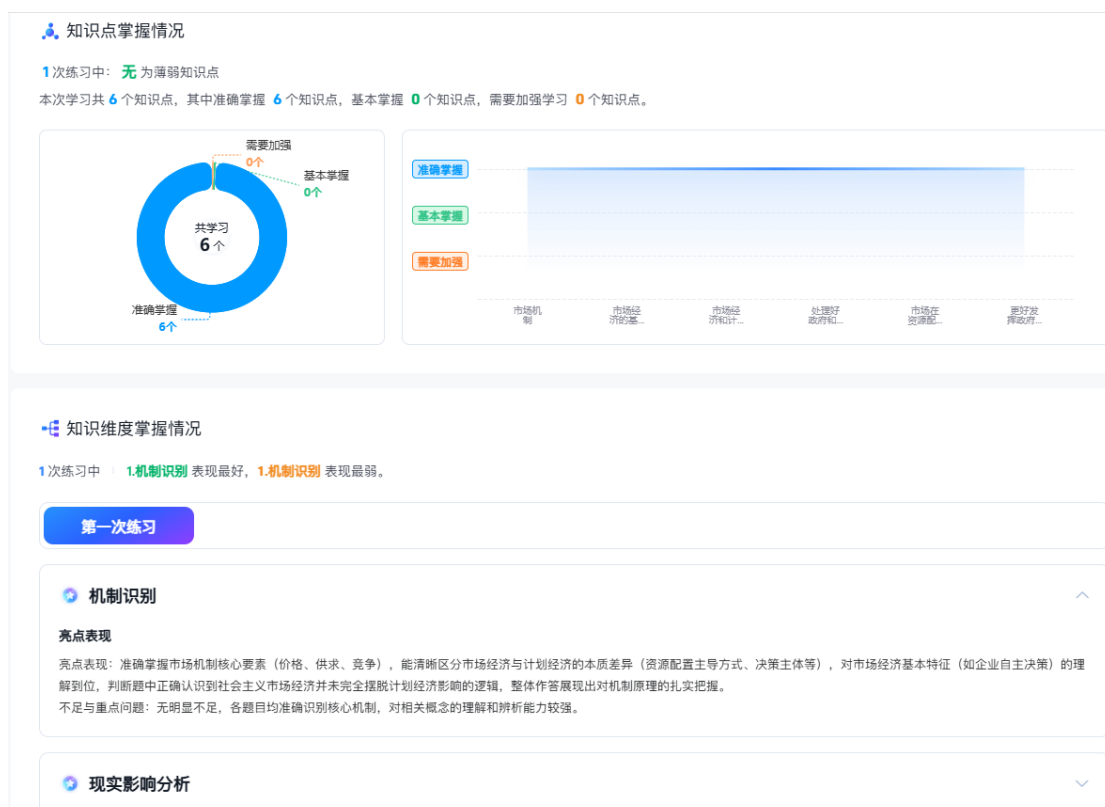 知识点掌握情况
1次练习中： 无 为薄弱知识点
本次学习共 6 个知识点，其中准确掌握 6 个知识点，基本掌握 0 个知识点，需要加强学习 0 个知识点。
需要加强
0个
基本掌握
0个
共学习
6 个
准确掌握
6个
准确掌握
基本掌握
需要加强
市场机
制
市场经
济的基...
市场经
济和计...
处理好
政府和...
市场在
资源配...
更好发
挥政府...
知识维度掌握情况
1次练习中 1.机制识别 表现最好，1.机制识别 表现最弱。
第一次练习
机制识别
亮点表现
亮点表现：准确掌握市场机制核心要素（价格、供求、竞争），能清晰区分市场经济与计划经济的本质差异（资源配置主导方式、决策主体等），对市场经济基本特征（如企业自主决策）的理
解到位，判断题中正确认识到社会主义市场经济并未完全摆脱计划经济影响的逻辑，整体作答展现出对机制原理的扎实把握。
不足与重点问题：无明显不足，各题目均准确识别核心机制，对相关概念的理解和辨析能力较强。
现实影响分析